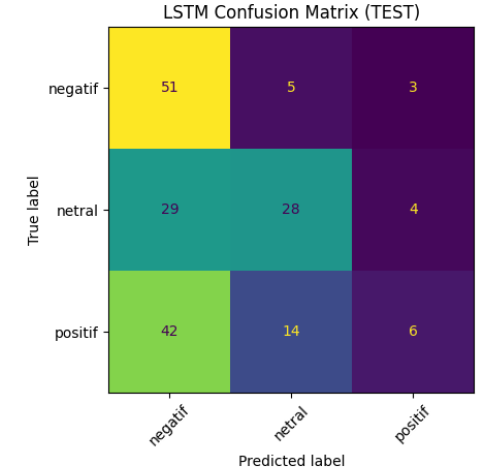 LSTM Confusion Matrix (TEST)
negatif 51 5 3
netral 29 28 4
positif 42 14 6
True label
negatif netral positif
Predicted label